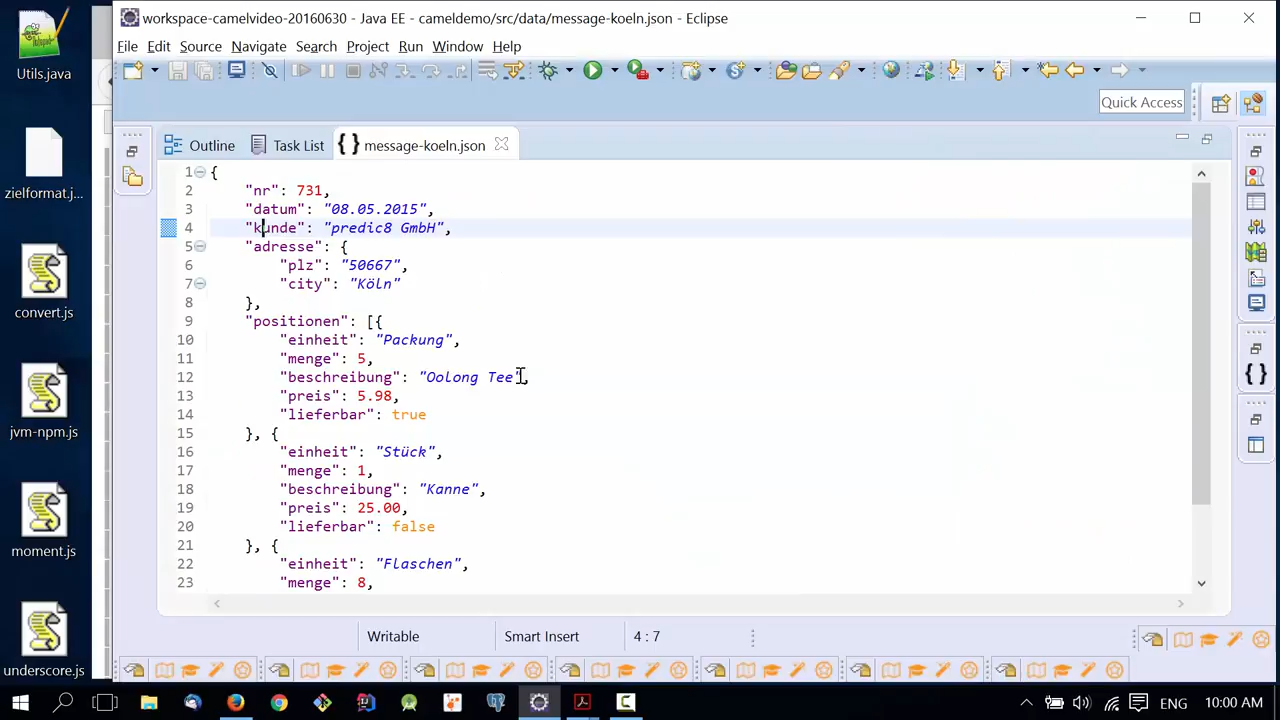 workspace-camelvideo-20160630 - Java EE - cameldemo/src/data/message-koeln.json - Eclipse
File Edit Source Navigate Search Project Run Window Help
Quick Access
Outline Task List { } message-koeln.json
1 {
2 "nr": 731,
3 "datum": "08.05.2015",
4 "kunde": "predic8 GmbH",
5 "adresse": {
6 "plz": "50667",
7 "city": "Köln"
8 },
9 "positionen": [{
10 "einheit": "Packung",
11 "menge": 5,
12 "beschreibung": "Oolong Tee",
13 "preis": 5.98,
14 "lieferbar": true
15 }, {
16 "einheit": "Stück",
17 "menge": 1,
18 "beschreibung": "Kanne",
19 "preis": 25.00,
20 "lieferbar": false
21 }, {
22 "einheit": "Flaschen",
23 "menge": 8,
Writable Smart Insert 4 : 7
Utils.java
zielformat.j...
convert.js
jvm-npm.js
moment.js
underscore.js
ENG 10:00 AM